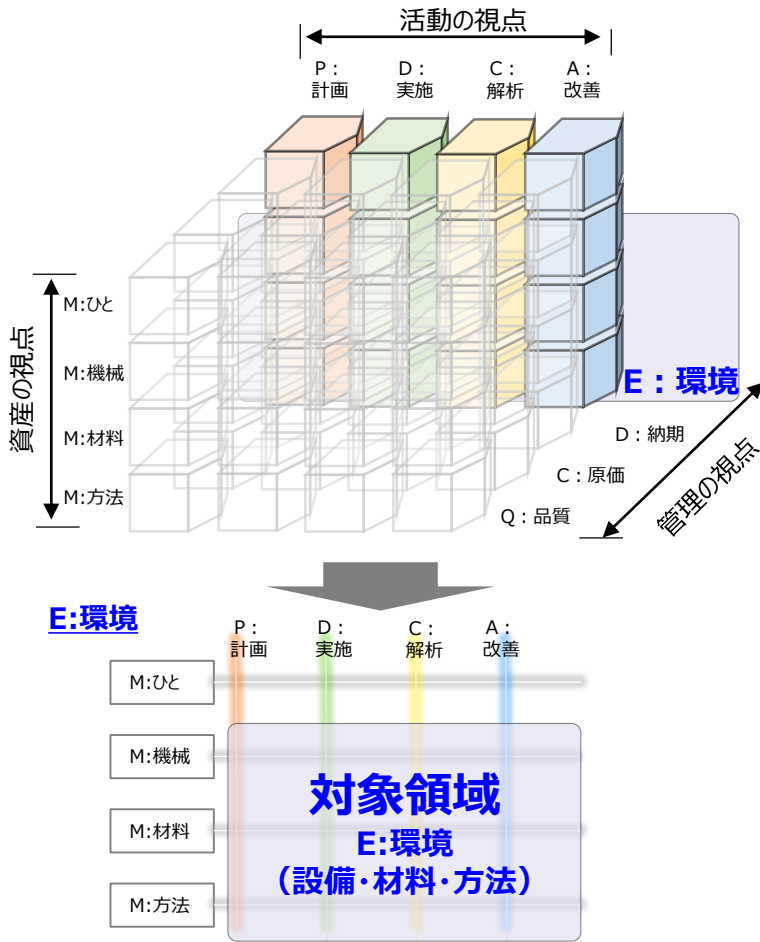 活動の視点
P：
計画
D：
実施
C：
解析
A：
改善
資産の視点
M:ひと
M:機械
M:材料
M:方法
E：環境
D：納期
C：原価
Q：品質
管理の視点
E:環境
P：
計画
D：
実施
C：
解析
A：
改善
M:ひと
M:機械
M:材料
M:方法
対象領域
E:環境
（設備･材料･方法）